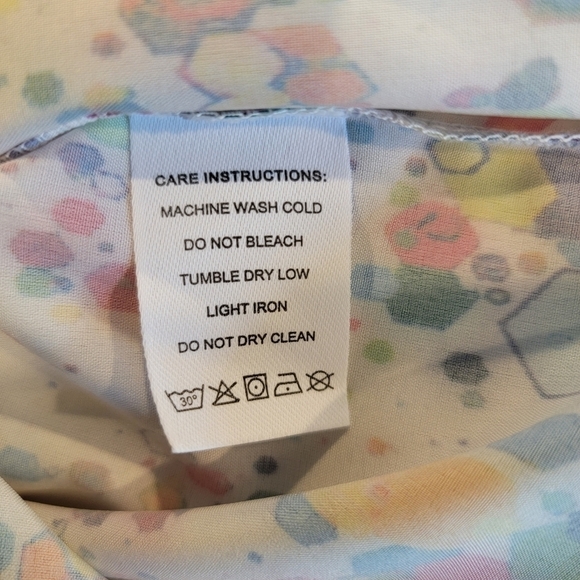 CARE INSTRUCTIONS:
MACHINE WASH COLD
DO NOT BLEACH
TUMBLE DRY LOW
LIGHT IRON
DO NOT DRY CLEAN
30°